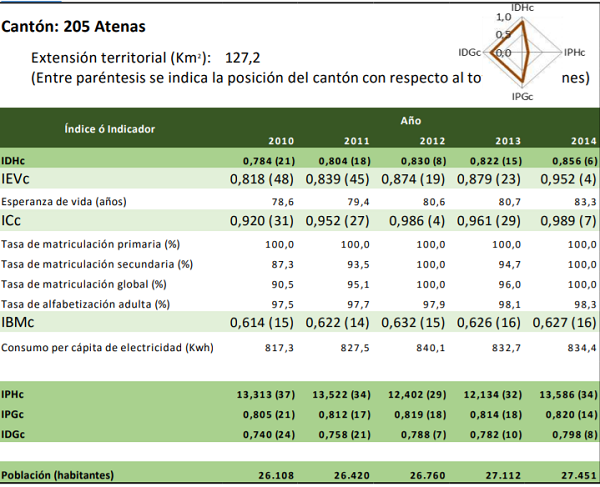 Cantón: 205 Atenas
Extensión territorial (Km²): 127,2
(Entre paréntesis se indica la posición del cantón con respecto al to nes)
IDHc
1,0
0,5
IDGc 0,0 IPHc
IPGc
Índice ó Indicador Año
2010 2011 2012 2013 2014
IDHc 0,784 (21) 0,804 (18) 0,830 (8) 0,822 (15) 0,856 (6)
IEVc 0,818 (48) 0,839 (45) 0,874 (19) 0,879 (23) 0,952 (4)
Esperanza de vida (años) 78,6 79,4 80,6 80,7 83,3
ICc 0,920 (31) 0,952 (27) 0,986 (4) 0,961 (29) 0,989 (7)
Tasa de matriculación primaria (%) 100,0 100,0 100,0 100,0 100,0
Tasa de matriculación secundaria (%) 87,3 93,5 100,0 94,7 100,0
Tasa de matriculación global (%) 90,5 95,1 100,0 96,0 100,0
Tasa de alfabetización adulta (%) 97,5 97,7 97,9 98,1 98,3
IBMc 0,614 (15) 0,622 (14) 0,632 (15) 0,626 (16) 0,627 (16)
Consumo per cápita de electricidad (Kwh) 817,3 827,5 840,1 832,7 834,4
IPHc 13,313 (37) 13,522 (34) 12,402 (29) 12,134 (32) 13,586 (34)
IPGc 0,805 (21) 0,812 (17) 0,819 (18) 0,814 (18) 0,820 (14)
IDGc 0,740 (24) 0,758 (21) 0,788 (7) 0,782 (10) 0,798 (8)
Población (habitantes) 26.108 26.420 26.760 27.112 27.451